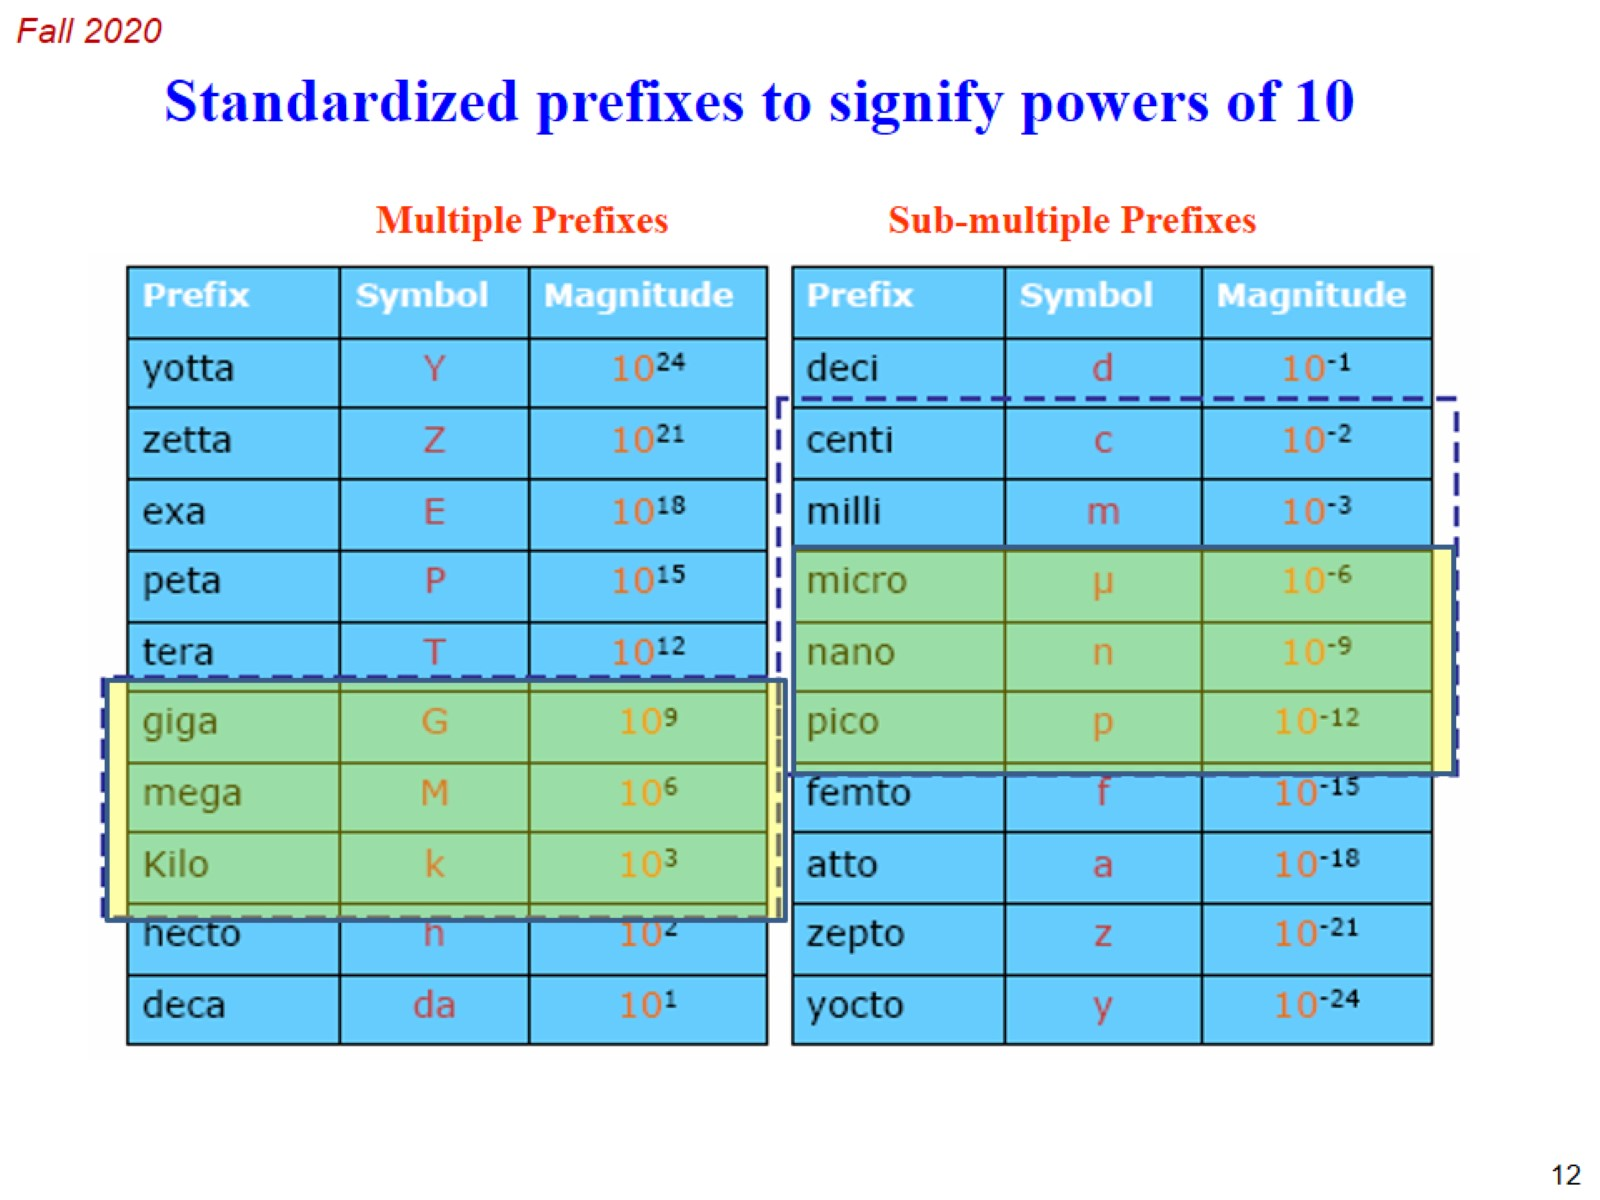 Fall 2020
Standardized prefixes to signify powers of 10
Multiple Prefixes
Prefix Symbol Magnitude
yotta Y 10²⁴
zetta Z 10²¹
exa E 10¹⁸
peta P 10¹⁵
tera T 10¹²
giga G 10⁹
mega M 10⁶
Kilo k 10³
hecto h 10²
deca da 10¹
Sub-multiple Prefixes
Prefix Symbol Magnitude
deci d 10⁻¹
centi c 10⁻²
milli m 10⁻³
micro µ 10⁻⁶
nano n 10⁻⁹
pico p 10⁻¹²
femto f 10⁻¹⁵
atto a 10⁻¹⁸
zepto z 10⁻²¹
yocto y 10⁻²⁴
12